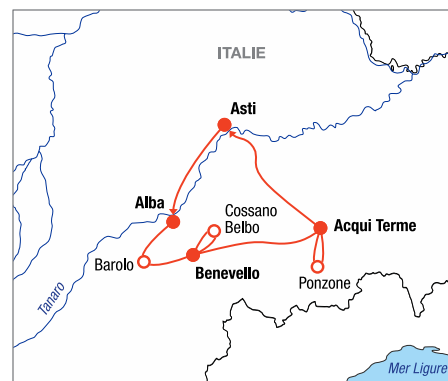 ITALIE
Asti
Alba
Cossano
Belbo
Acqui Terme
Barolo
Benevello
Ponzone
Tanaro
Mer Ligure